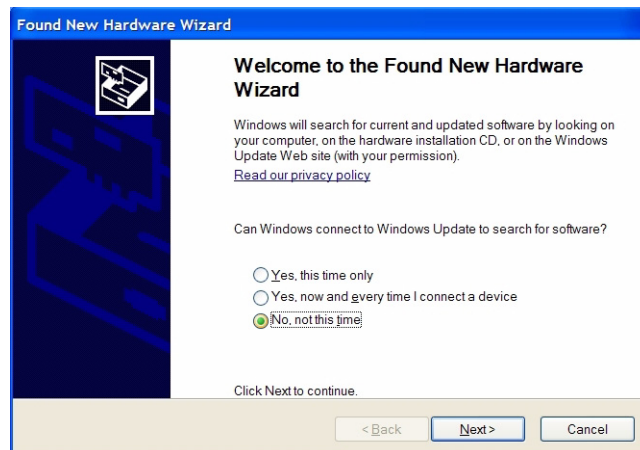 Found New Hardware Wizard
Welcome to the Found New Hardware
Wizard
Windows will search for current and updated software by looking on
your computer, on the hardware installation CD, or on the Windows
Update Web site (with your permission).
Read our privacy policy
Can Windows connect to Windows Update to search for software?
Yes, this time only
Yes, now and every time I connect a device
No, not this time
Click Next to continue.
< Back
Next >
Cancel